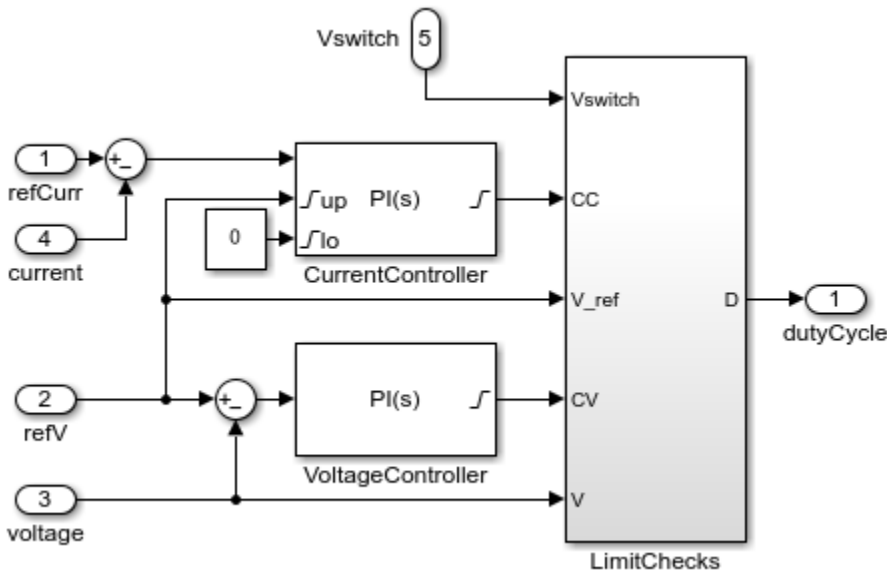 Vswitch 5
Vswitch
1
+ -
refCurr
up PI(s)
CC
4
0
lo
current
CurrentController
V_ref
D
1
dutyCycle
2
+ -
PI(s)
CV
refV
VoltageController
3
V
voltage
LimitChecks